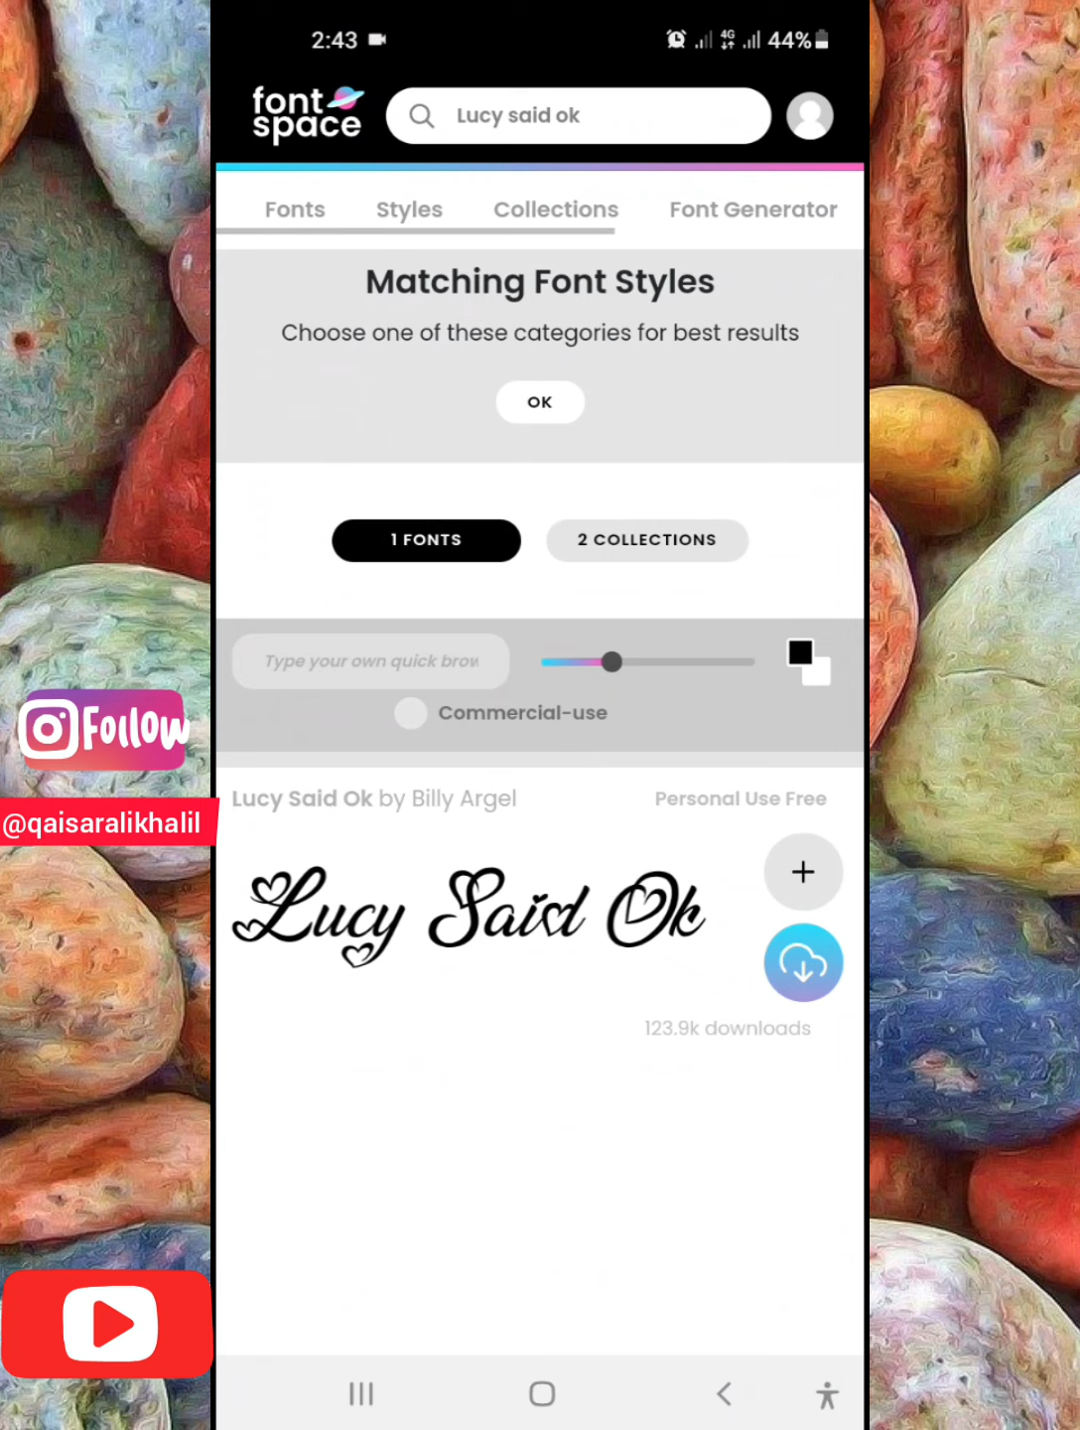 2:43
4G
44%
font
space
Lucy said ok
Fonts Styles Collections Font Generator
Matching Font Styles
Choose one of these categories for best results
OK
1 FONTS 2 COLLECTIONS
Type your own quick brow
Commercial-use
Follow
@qaisaralikhalil
Lucy Said Ok by Billy Argel Personal Use Free
Lucy Said Ok
123.9k downloads